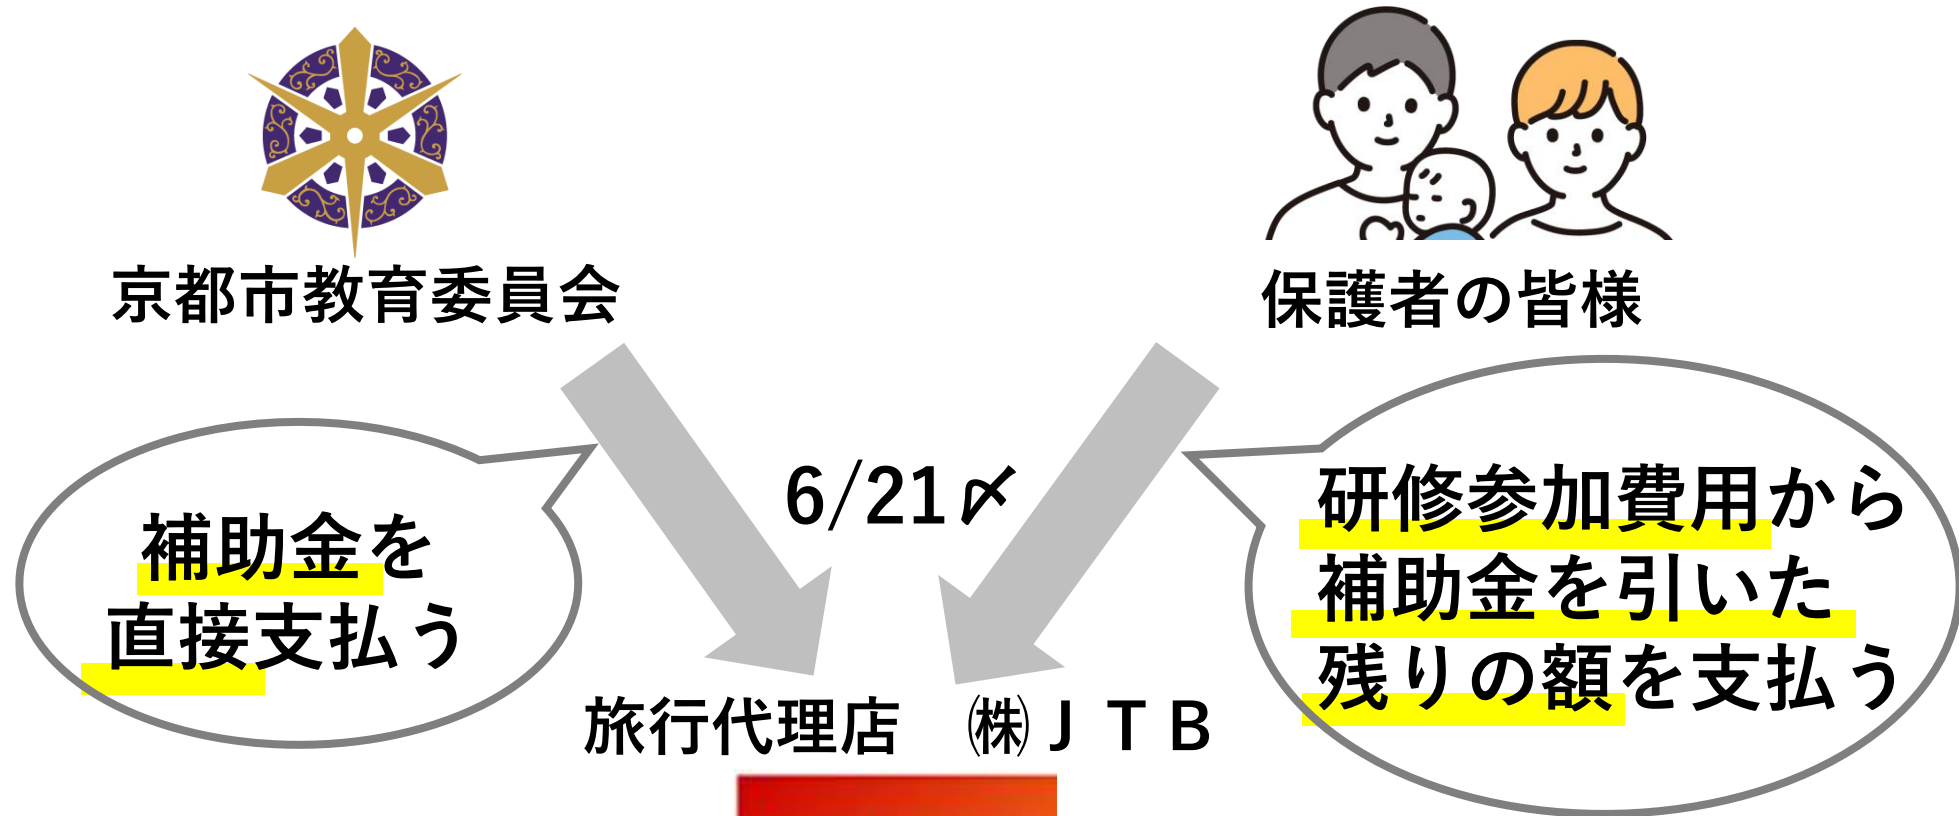 京都市教育委員会
保護者の皆様
6/21〆
補助金を
直接支払う
研修参加費用から
補助金を引いた
残りの額を支払う
旅行代理店　㈱ＪＴＢ